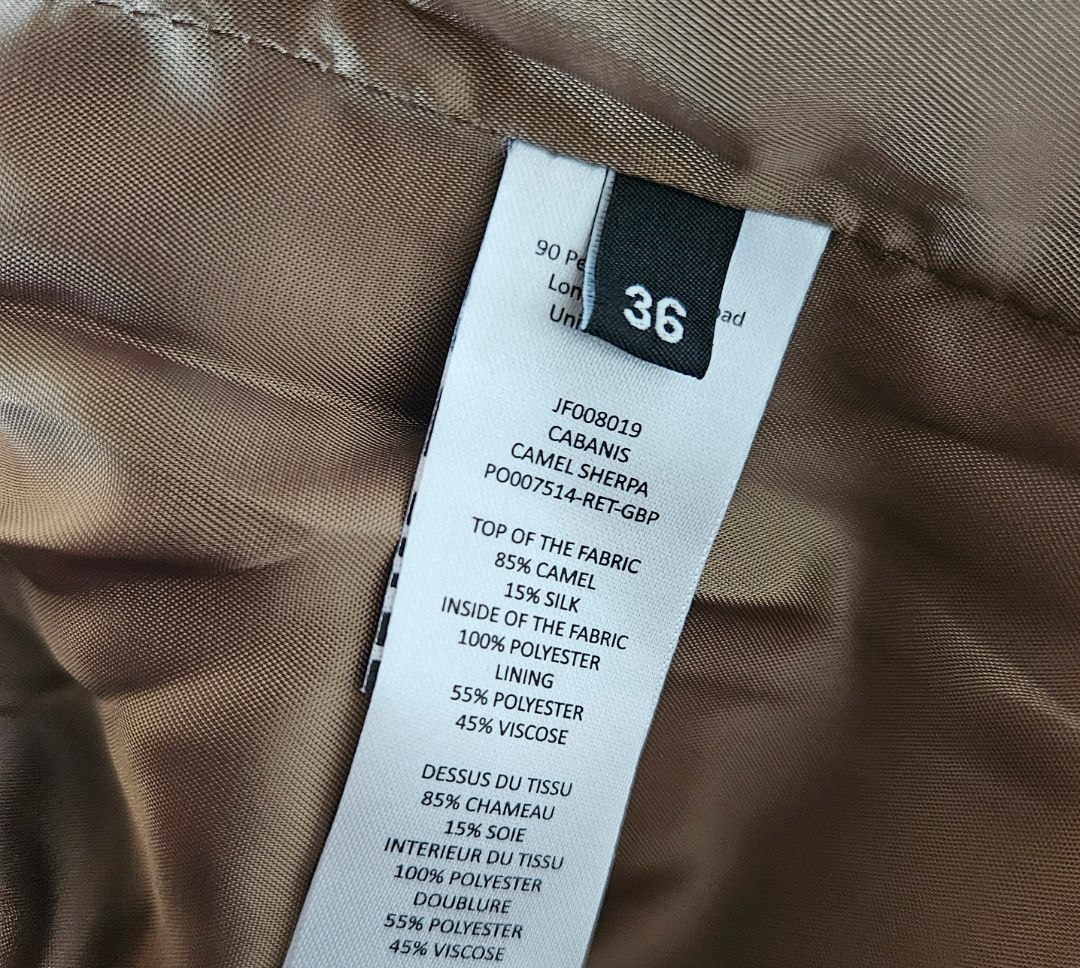 90
36
JF008019
CABANIS
CAMEL SHERPA
PO007514-RET-GBP
TOP OF THE FABRIC
85% CAMEL
15% SILK
INSIDE OF THE FABRIC
100% POLYESTER
LINING
55% POLYESTER
45% VISCOSE
DESSUS DU TISSU
85% CHAMEAU
15% SOIE
INTERIEUR DU TISSU
100% POLYESTER
DOUBLURE
55% POLYESTER
45% VISCOSE